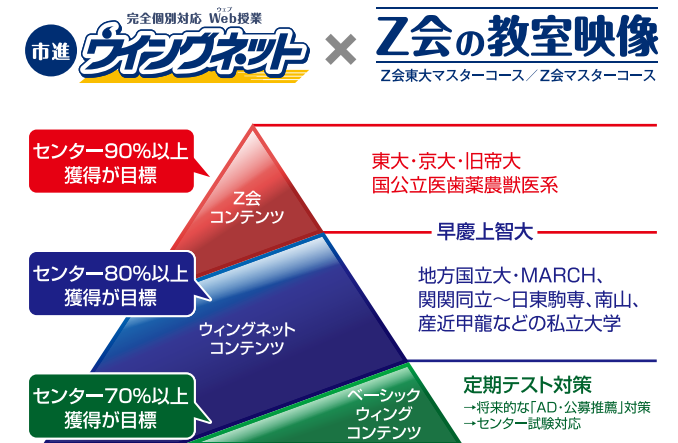 完全個別対応 Web授業
ウェブ
市進
ウイングネット
×
Z会の教室映像
Z会東大マスターコース／Z会マスターコース
センター90%以上
獲得が目標
Z会
コンテンツ
東大・京大・旧帝大
国公立医歯薬農獣医系
早慶上智大
センター80%以上
獲得が目標
ウィングネット
コンテンツ
地方国立大・MARCH、
関関同立～日東駒専、南山、
産近甲龍などの私立大学
センター70%以上
獲得が目標
ベーシック
ウィング
コンテンツ
定期テスト対策
→将来的な「AD・公募推薦」対策
→センター試験対応